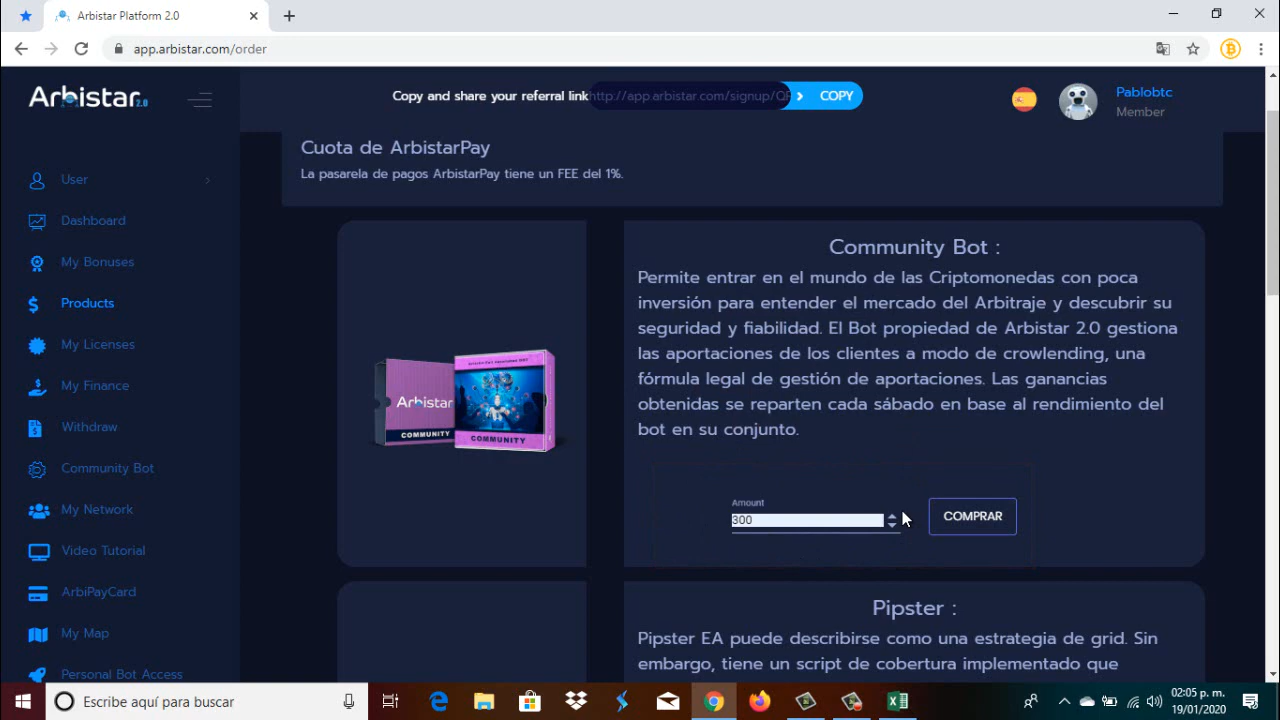 Arbistar Platform 2.0
app.arbistar.com/order
Arbistar 2.0
Copy and share your referral link
http://app.arbistar.com/signup/QR
COPY
Pablobtc
Member
User
Dashboard
My Bonuses
Products
My Licenses
My Finance
Withdraw
Community Bot
My Network
Video Tutorial
ArbiPayCard
My Map
Personal Bot Access
Cuota de ArbistarPay
La pasarela de pagos ArbistarPay tiene un FEE del 1%.
Arbistar
COMMUNITY
COMMUNITY
Community Bot :
Permite entrar en el mundo de las Criptomonedas con poca
inversión para entender el mercado del Arbitraje y descubrir su
seguridad y fiabilidad. El Bot propiedad de Arbistar 2.0 gestiona
las aportaciones de los clientes a modo de crowlending, una
fórmula legal de gestión de aportaciones. Las ganancias
obtenidas se reparten cada sábado en base al rendimiento del
bot en su conjunto.
Amount
300
COMPRAR
Pipster :
Pipster EA puede describirse como una estrategia de grid. Sin
embargo, tiene un script de cobertura implementado que
Escribe aquí para buscar
02:05 p. m.
19/01/2020